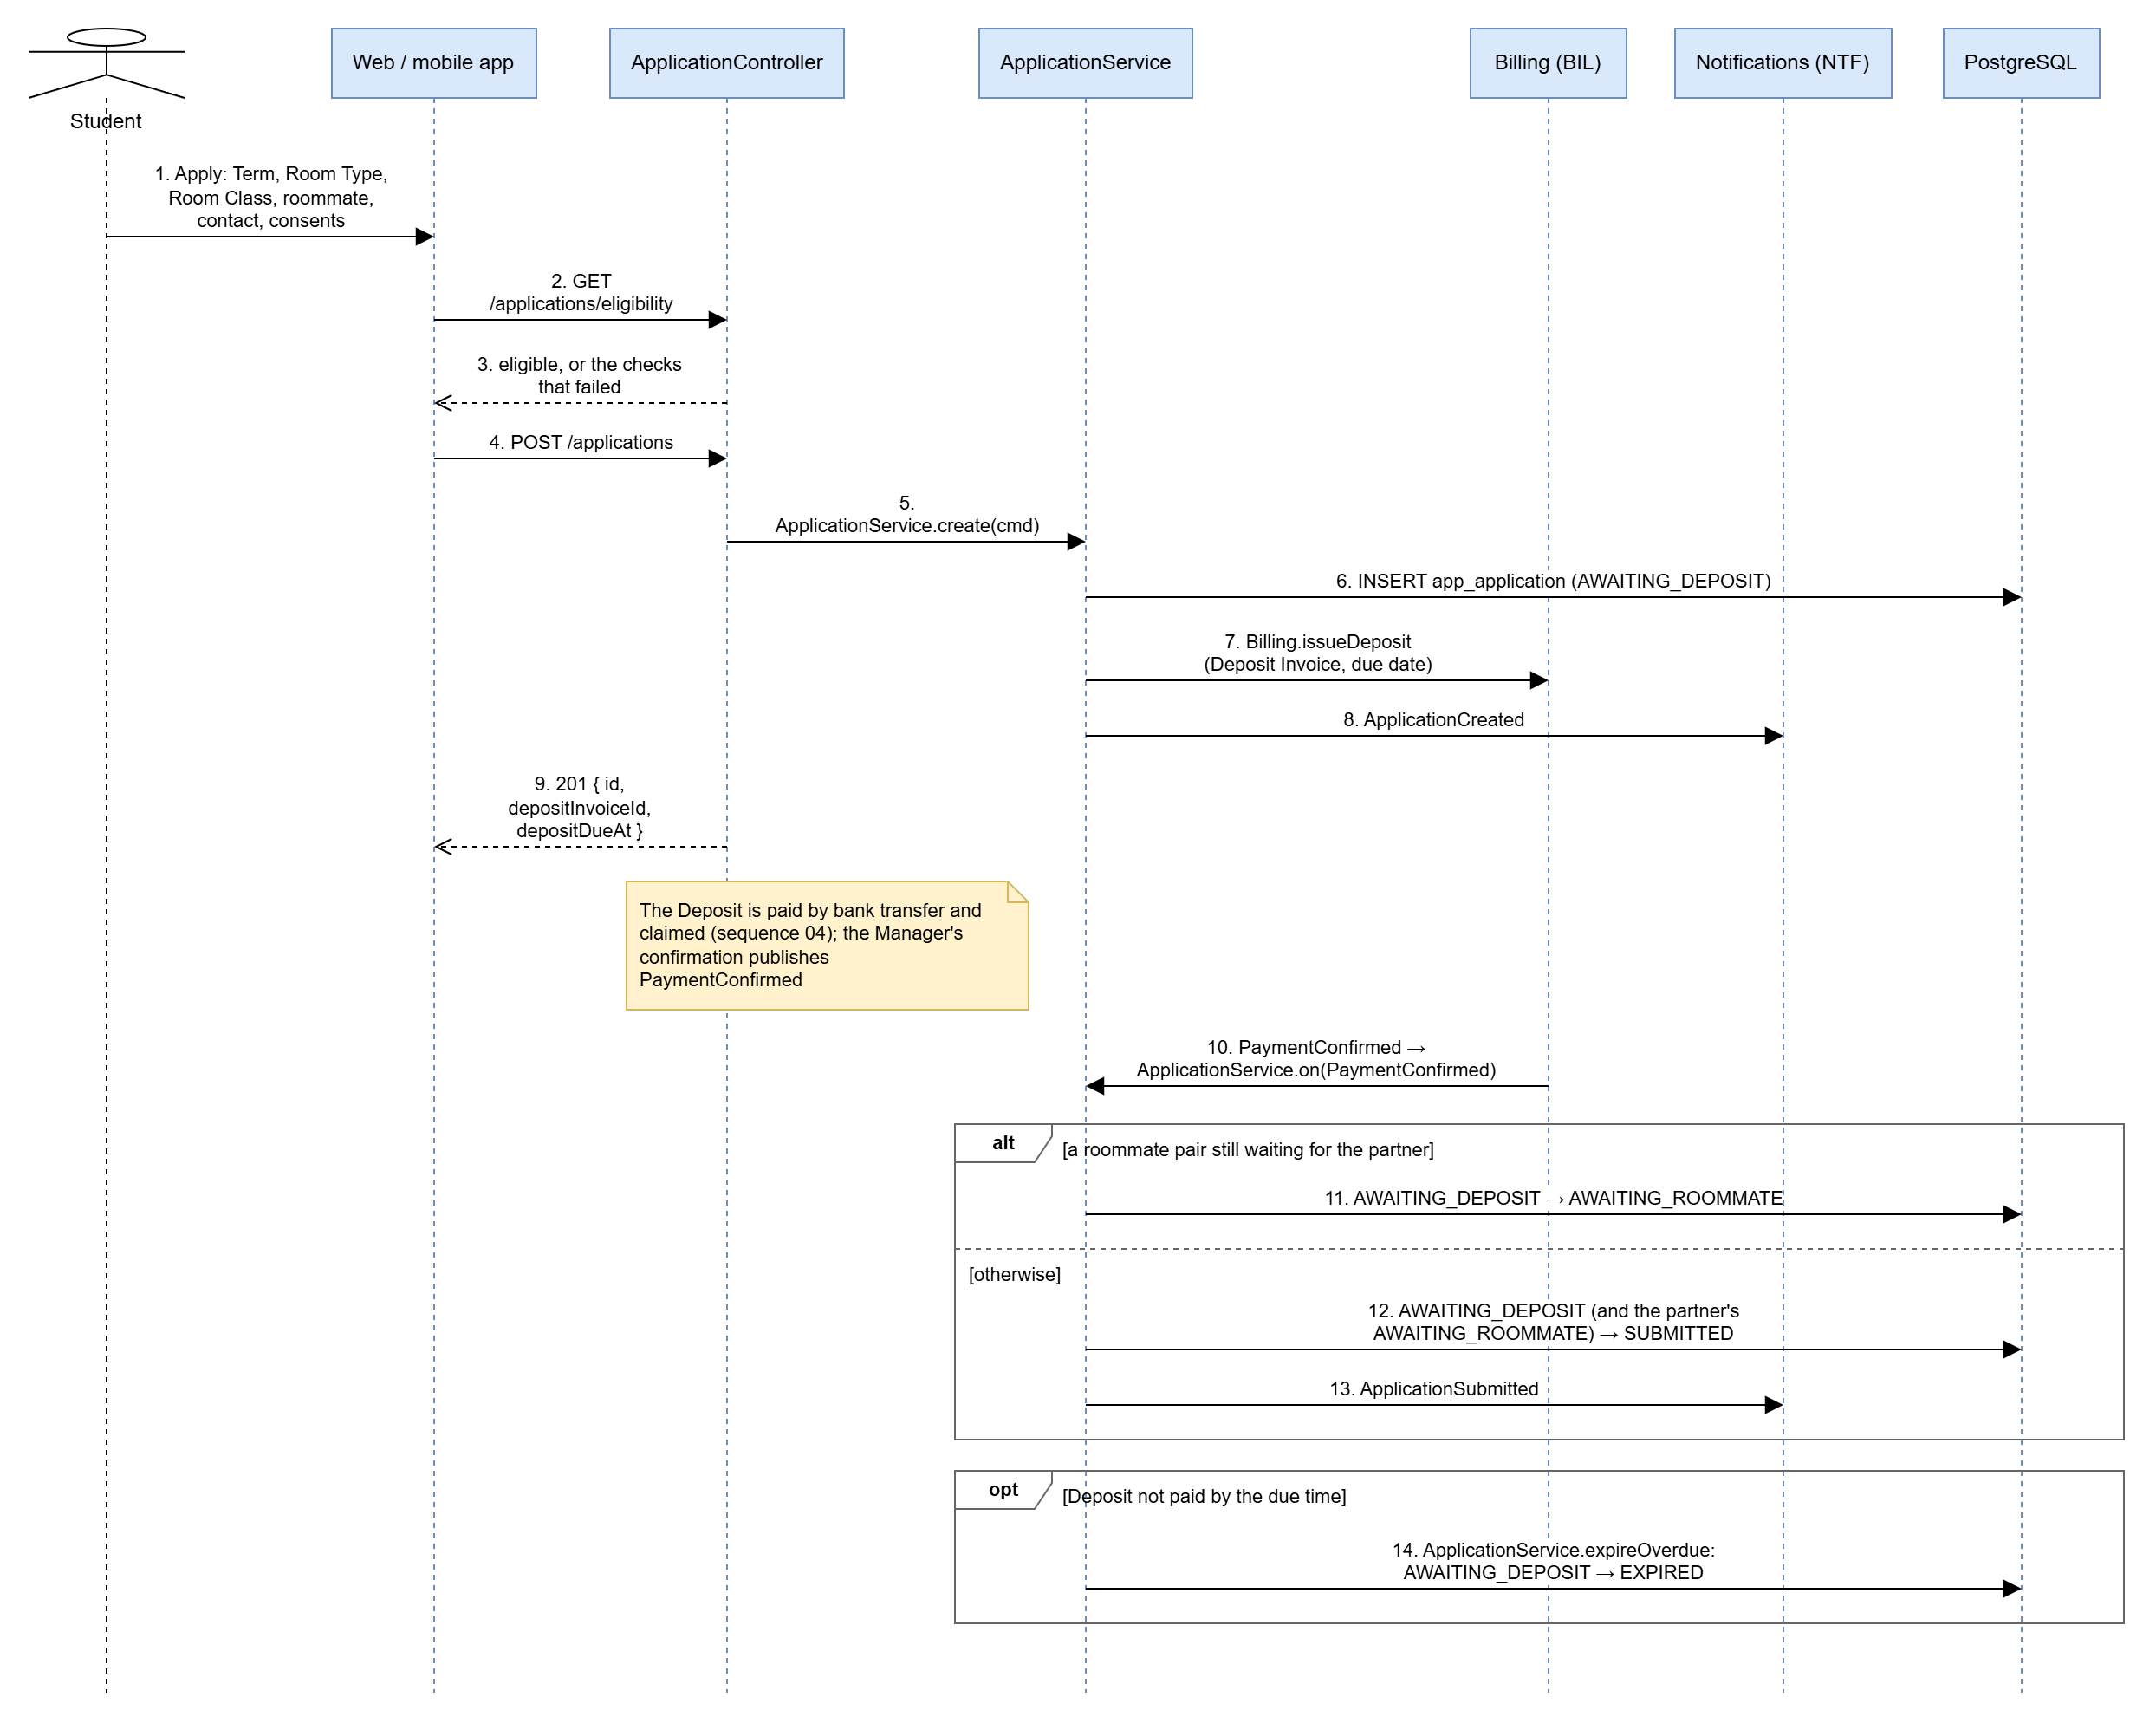 Student
Web / mobile app
ApplicationController
ApplicationService
Billing (BIL)
Notifications (NTF)
PostgreSQL
1. Apply: Term, Room Type,
Room Class, roommate,
contact, consents
2. GET
/applications/eligibility
3. eligible, or the checks
that failed
4. POST /applications
5.
ApplicationService.create(cmd)
6. INSERT app_application (AWAITING_DEPOSIT)
7. Billing.issueDeposit
(Deposit Invoice, due date)
8. ApplicationCreated
9. 201 { id,
depositInvoiceId,
depositDueAt }
The Deposit is paid by bank transfer and
claimed (sequence 04); the Manager's
confirmation publishes
PaymentConfirmed
10. PaymentConfirmed →
ApplicationService.on(PaymentConfirmed)
alt
[a roommate pair still waiting for the partner]
11. AWAITING_DEPOSIT → AWAITING_ROOMMATE
[otherwise]
12. AWAITING_DEPOSIT (and the partner's
AWAITING_ROOMMATE) → SUBMITTED
13. ApplicationSubmitted
opt
[Deposit not paid by the due time]
14. ApplicationService.expireOverdue:
AWAITING_DEPOSIT → EXPIRED